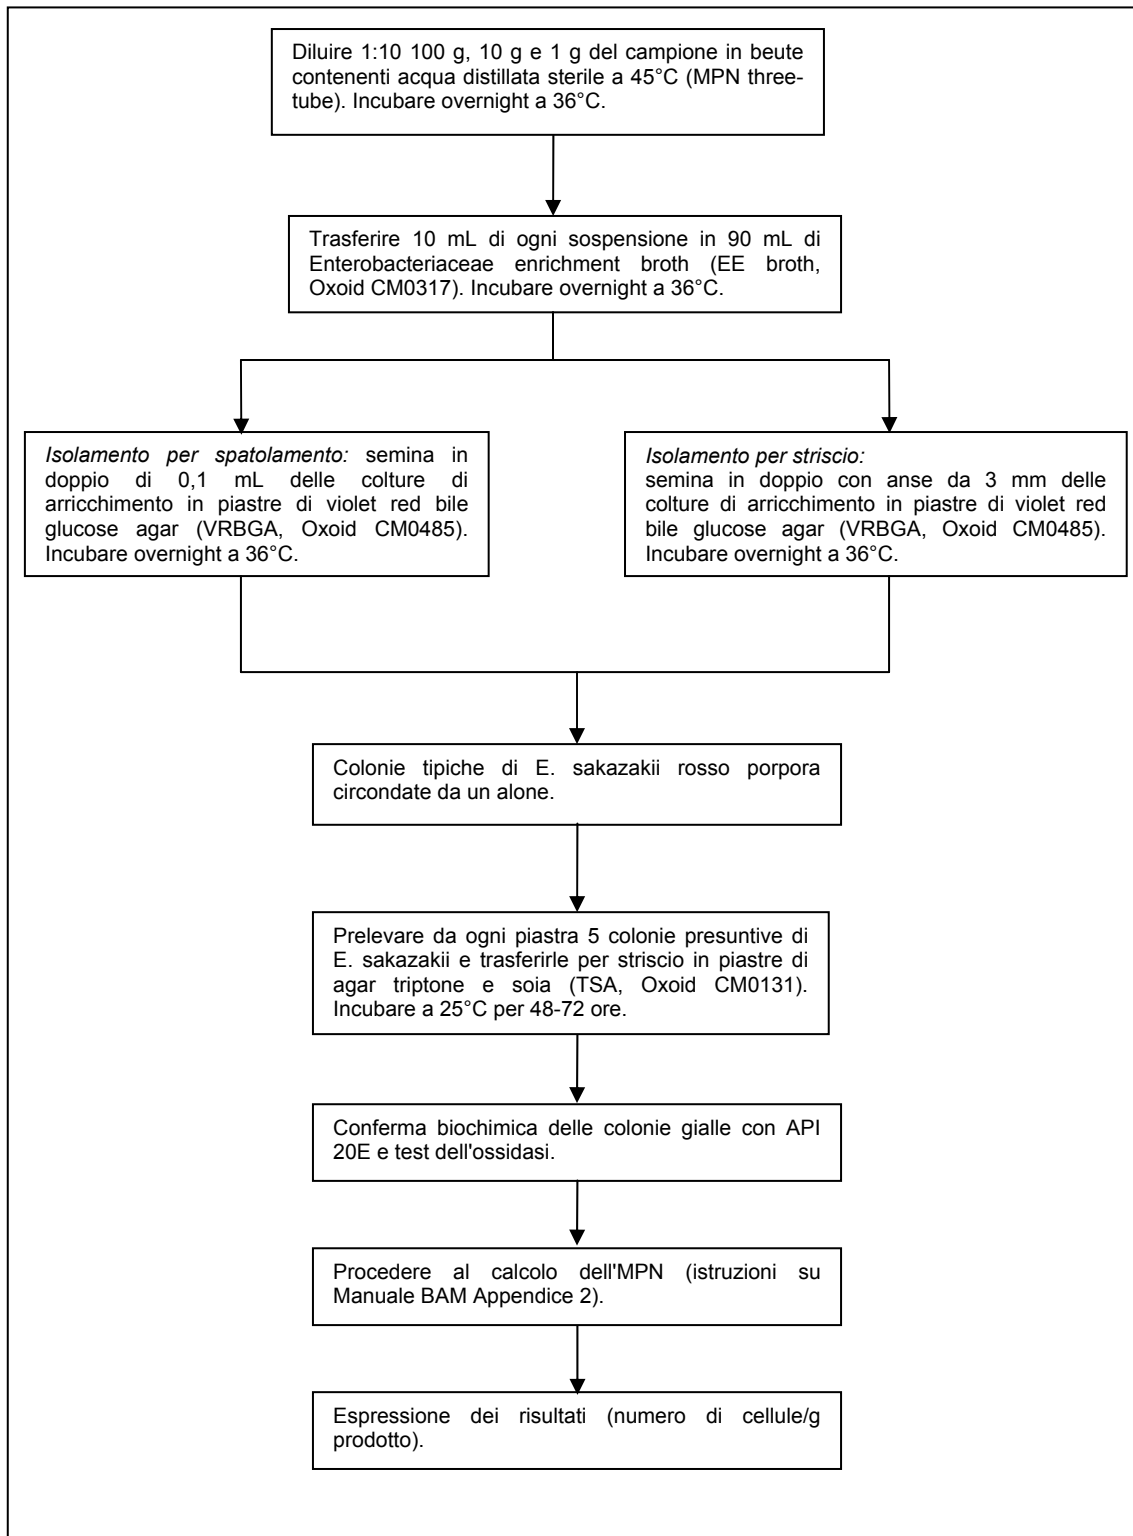 Diluire 1:10 100 g, 10 g e 1 g del campione in beute
contenenti acqua distillata sterile a 45°C (MPN three-
tube). Incubare overnight a 36°C.
Trasferire 10 mL di ogni sospensione in 90 mL di
Enterobacteriaceae enrichment broth (EE broth,
Oxoid CM0317). Incubare overnight a 36°C.
Isolamento per spatolamento: semina in
doppio di 0,1 mL delle colture di
arricchimento in piastre di violet red bile
glucose agar (VRBGA, Oxoid CM0485).
Incubare overnight a 36°C.
Isolamento per striscio:
semina in doppio con anse da 3 mm delle
colture di arricchimento in piastre di violet red
bile glucose agar (VRBGA, Oxoid CM0485).
Incubare overnight a 36°C.
Colonie tipiche di E. sakazakii rosso porpora
circondate da un alone.
Prelevare da ogni piastra 5 colonie presuntive di
E. sakazakii e trasferirle per striscio in piastre di
agar triptone e soia (TSA, Oxoid CM0131).
Incubare a 25°C per 48-72 ore.
Conferma biochimica delle colonie gialle con API
20E e test dell'ossidasi.
Procedere al calcolo dell'MPN (istruzioni su
Manuale BAM Appendice 2).
Espressione dei risultati (numero di cellule/g
prodotto).